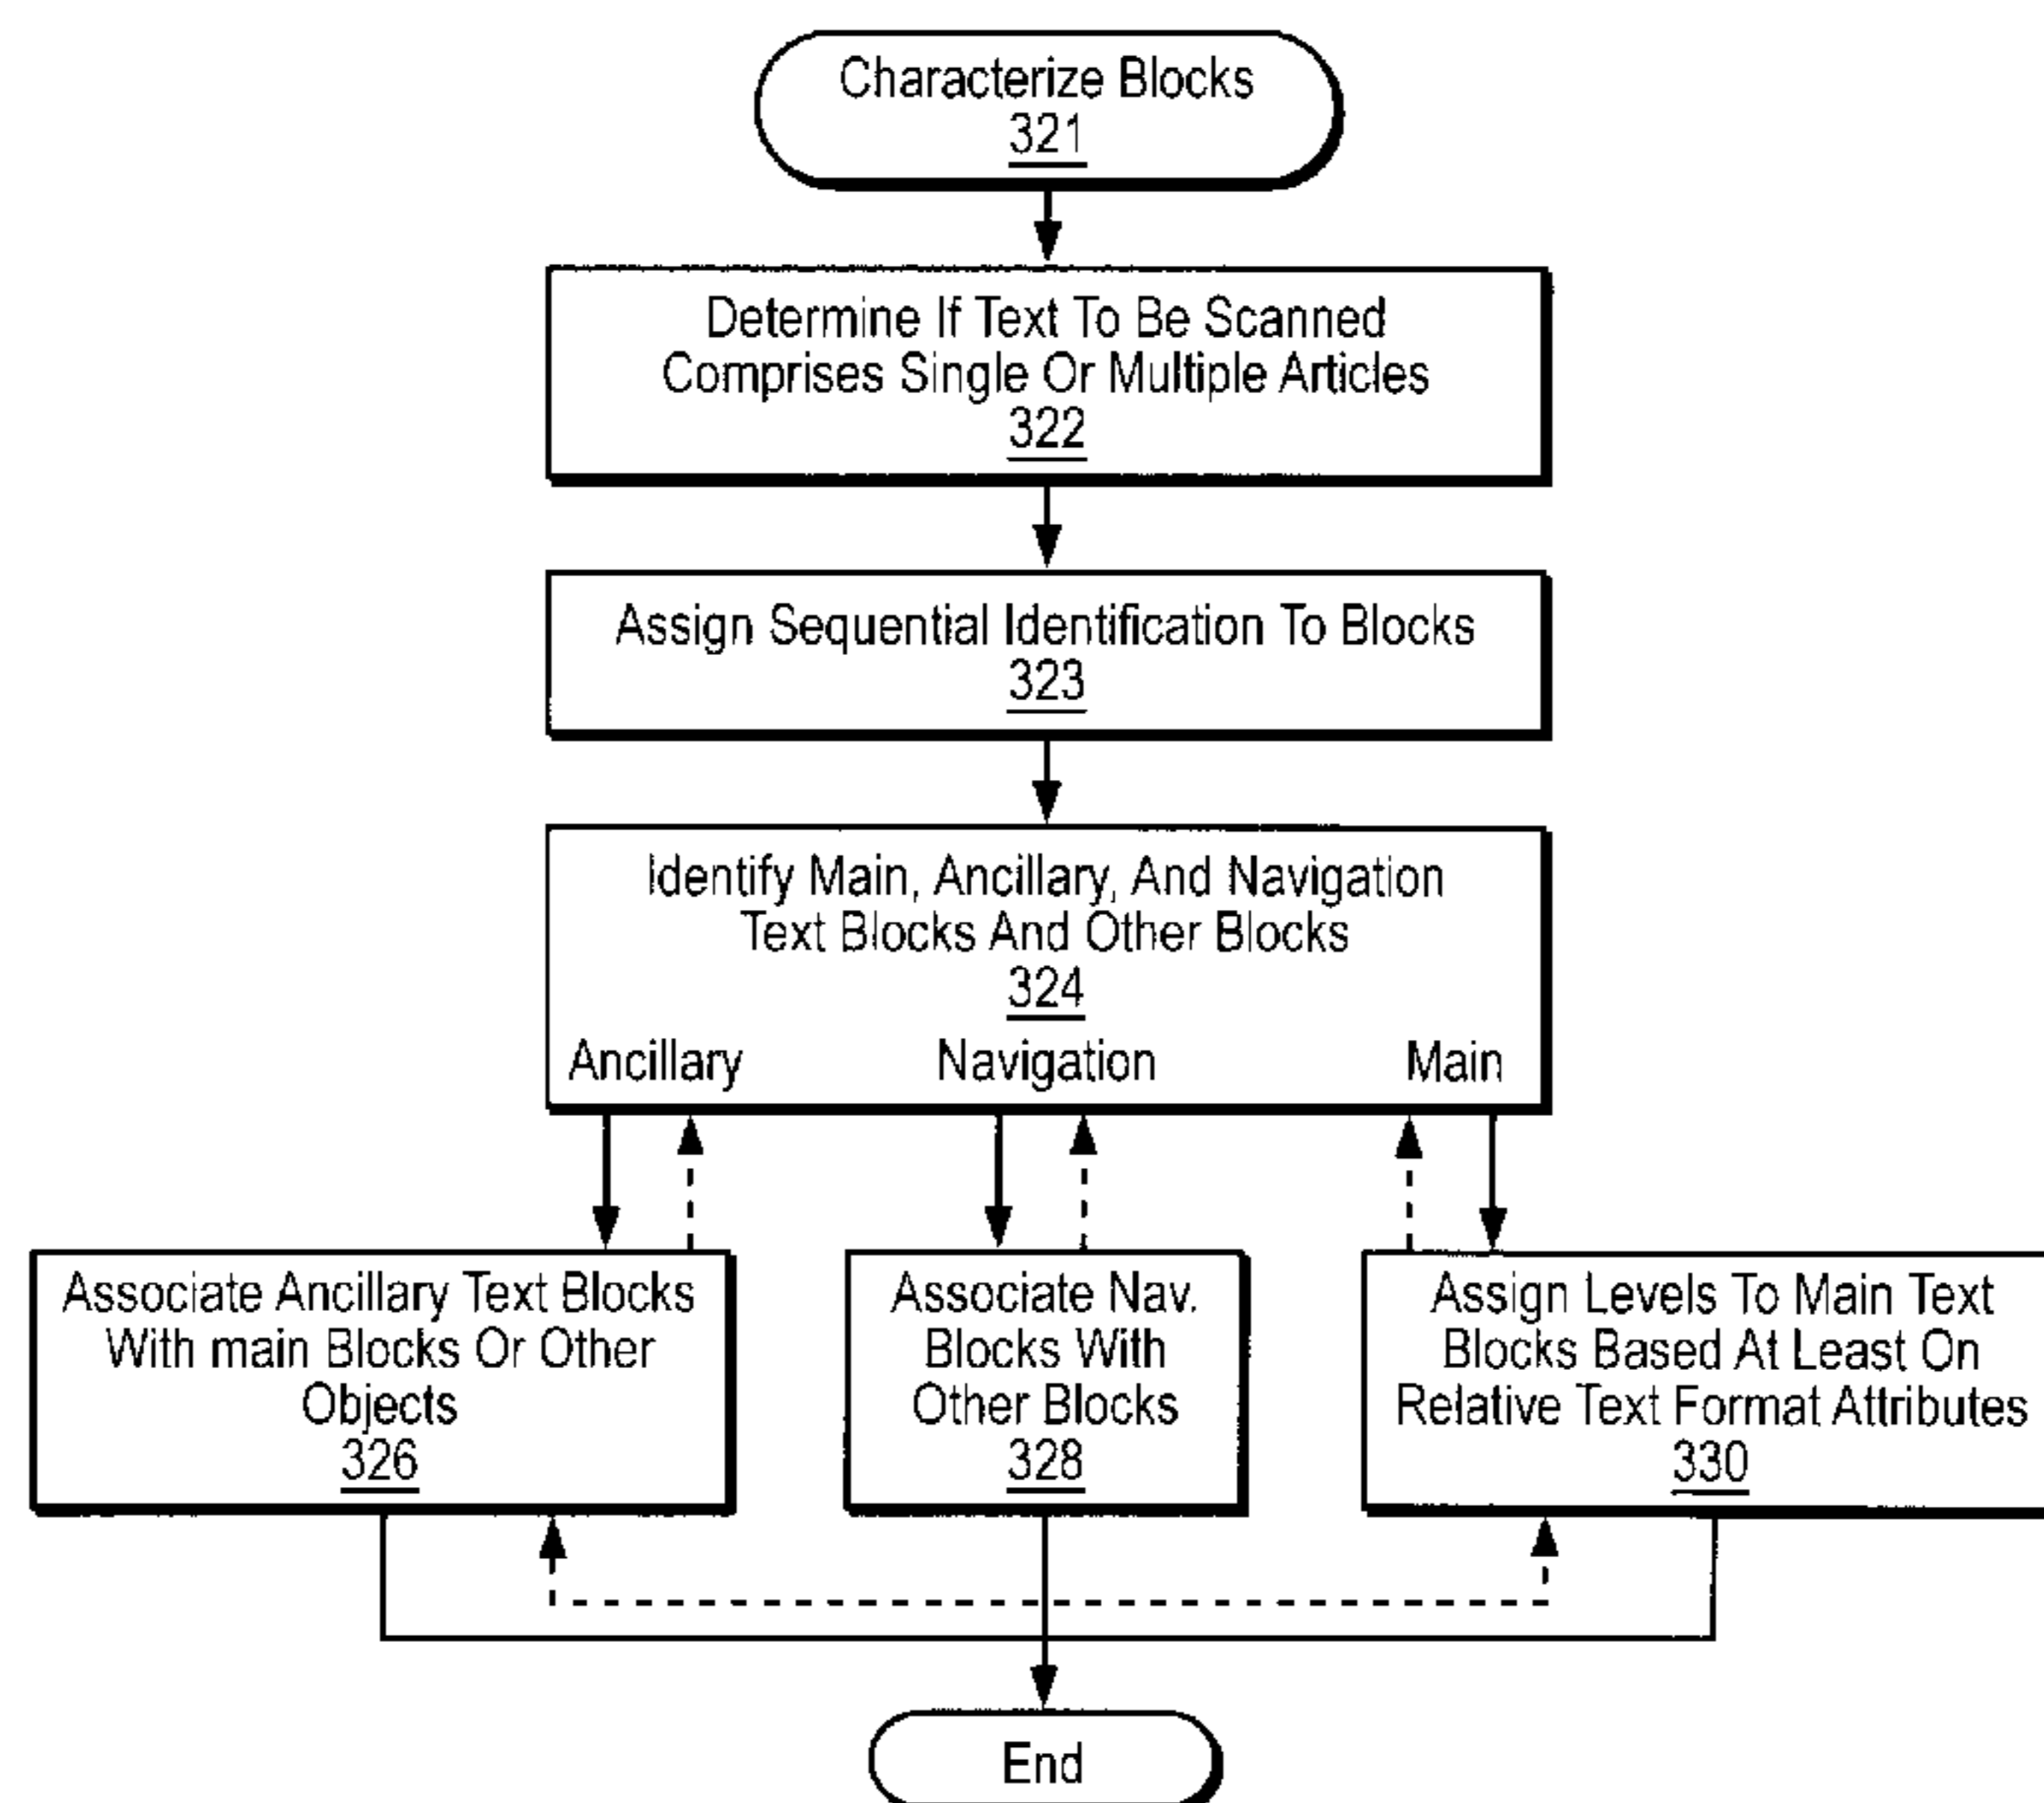 Characterize Blocks
321
Determine If Text To Be Scanned
Comprises Single Or Multiple Articles
322
Assign Sequential Identification To Blocks
323
Identify Main, Ancillary, And Navigation
Text Blocks And Other Blocks
324
Ancillary Navigation Main
Associate Ancillary Text Blocks
With main Blocks Or Other
Objects
326
Associate Nav.
Blocks With
Other Blocks
328
Assign Levels To Main Text
Blocks Based At Least On
Relative Text Format Attributes
330
End